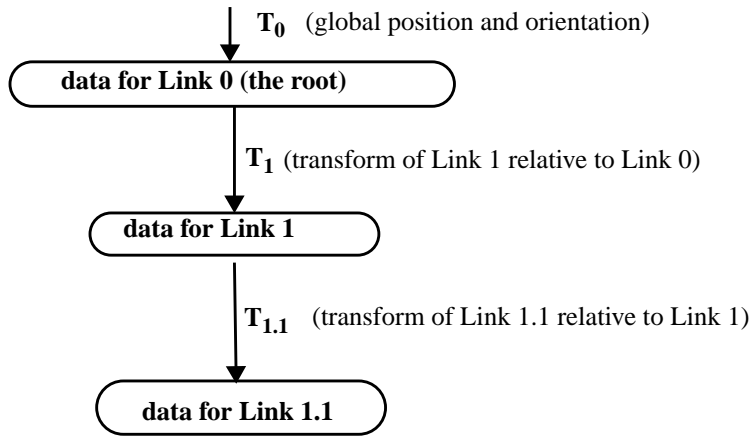 T0 (global position and orientation)
data for Link 0 (the root)
T1 (transform of Link 1 relative to Link 0)
data for Link 1
T1.1 (transform of Link 1.1 relative to Link 1)
data for Link 1.1